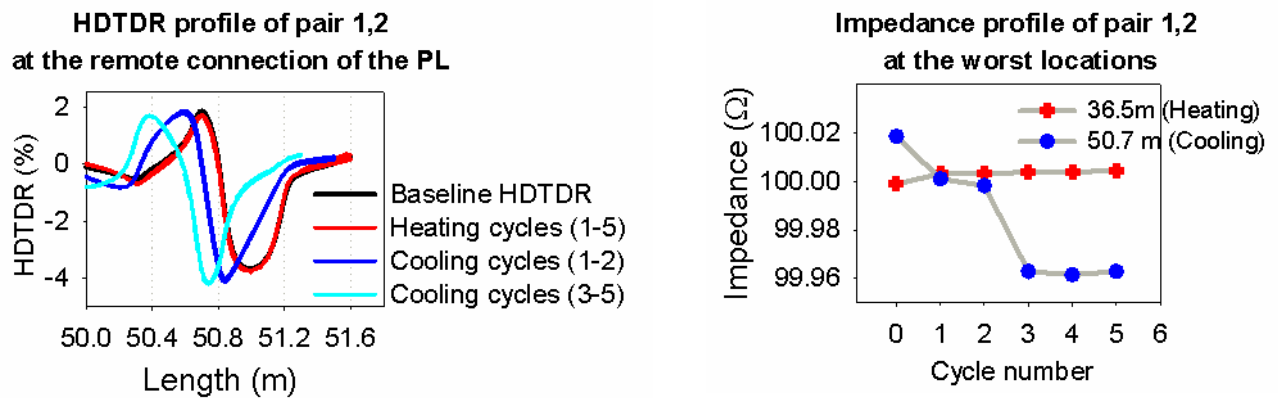 HDTDR profile of pair 1,2
at the remote connection of the PL
HDTDR (%)
2
0
-2
-4
Baseline HDTDR
Heating cycles (1-5)
Cooling cycles (1-2)
Cooling cycles (3-5)
50.0 50.4 50.8 51.2 51.6
Length (m)
Impedance profile of pair 1,2
at the worst locations
Impedance (Ω)
100.02
100.00
99.98
99.96
36.5m (Heating)
50.7 m (Cooling)
0 1 2 3 4 5 6
Cycle number